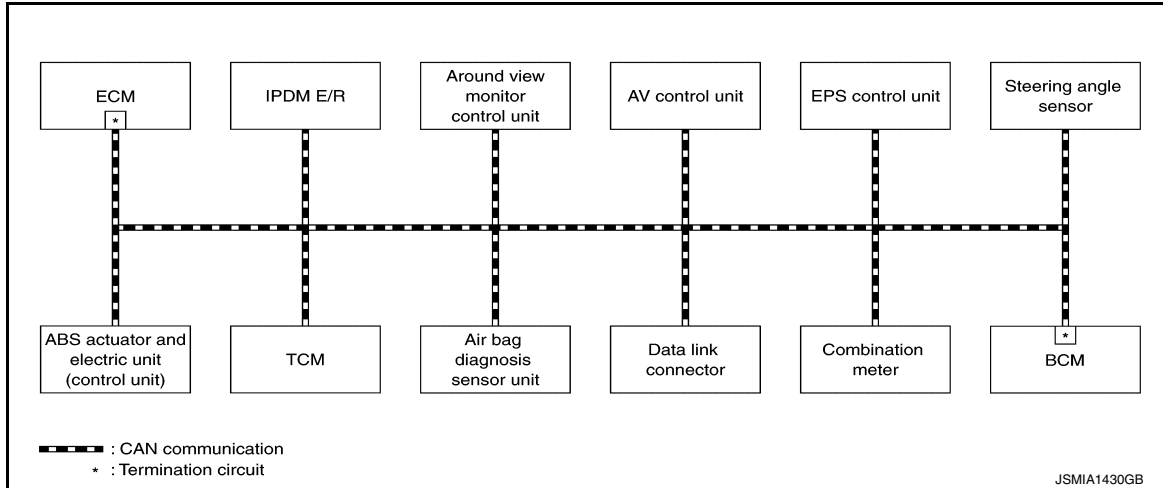 ECM
*
IPDM E/R
Around view
monitor
control unit
AV control unit
EPS control unit
Steering angle
sensor
ABS actuator and
electric unit
(control unit)
TCM
Air bag
diagnosis
sensor unit
Data link
connector
Combination
meter
*
BCM
: CAN communication
* : Termination circuit
JSMIA1430GB